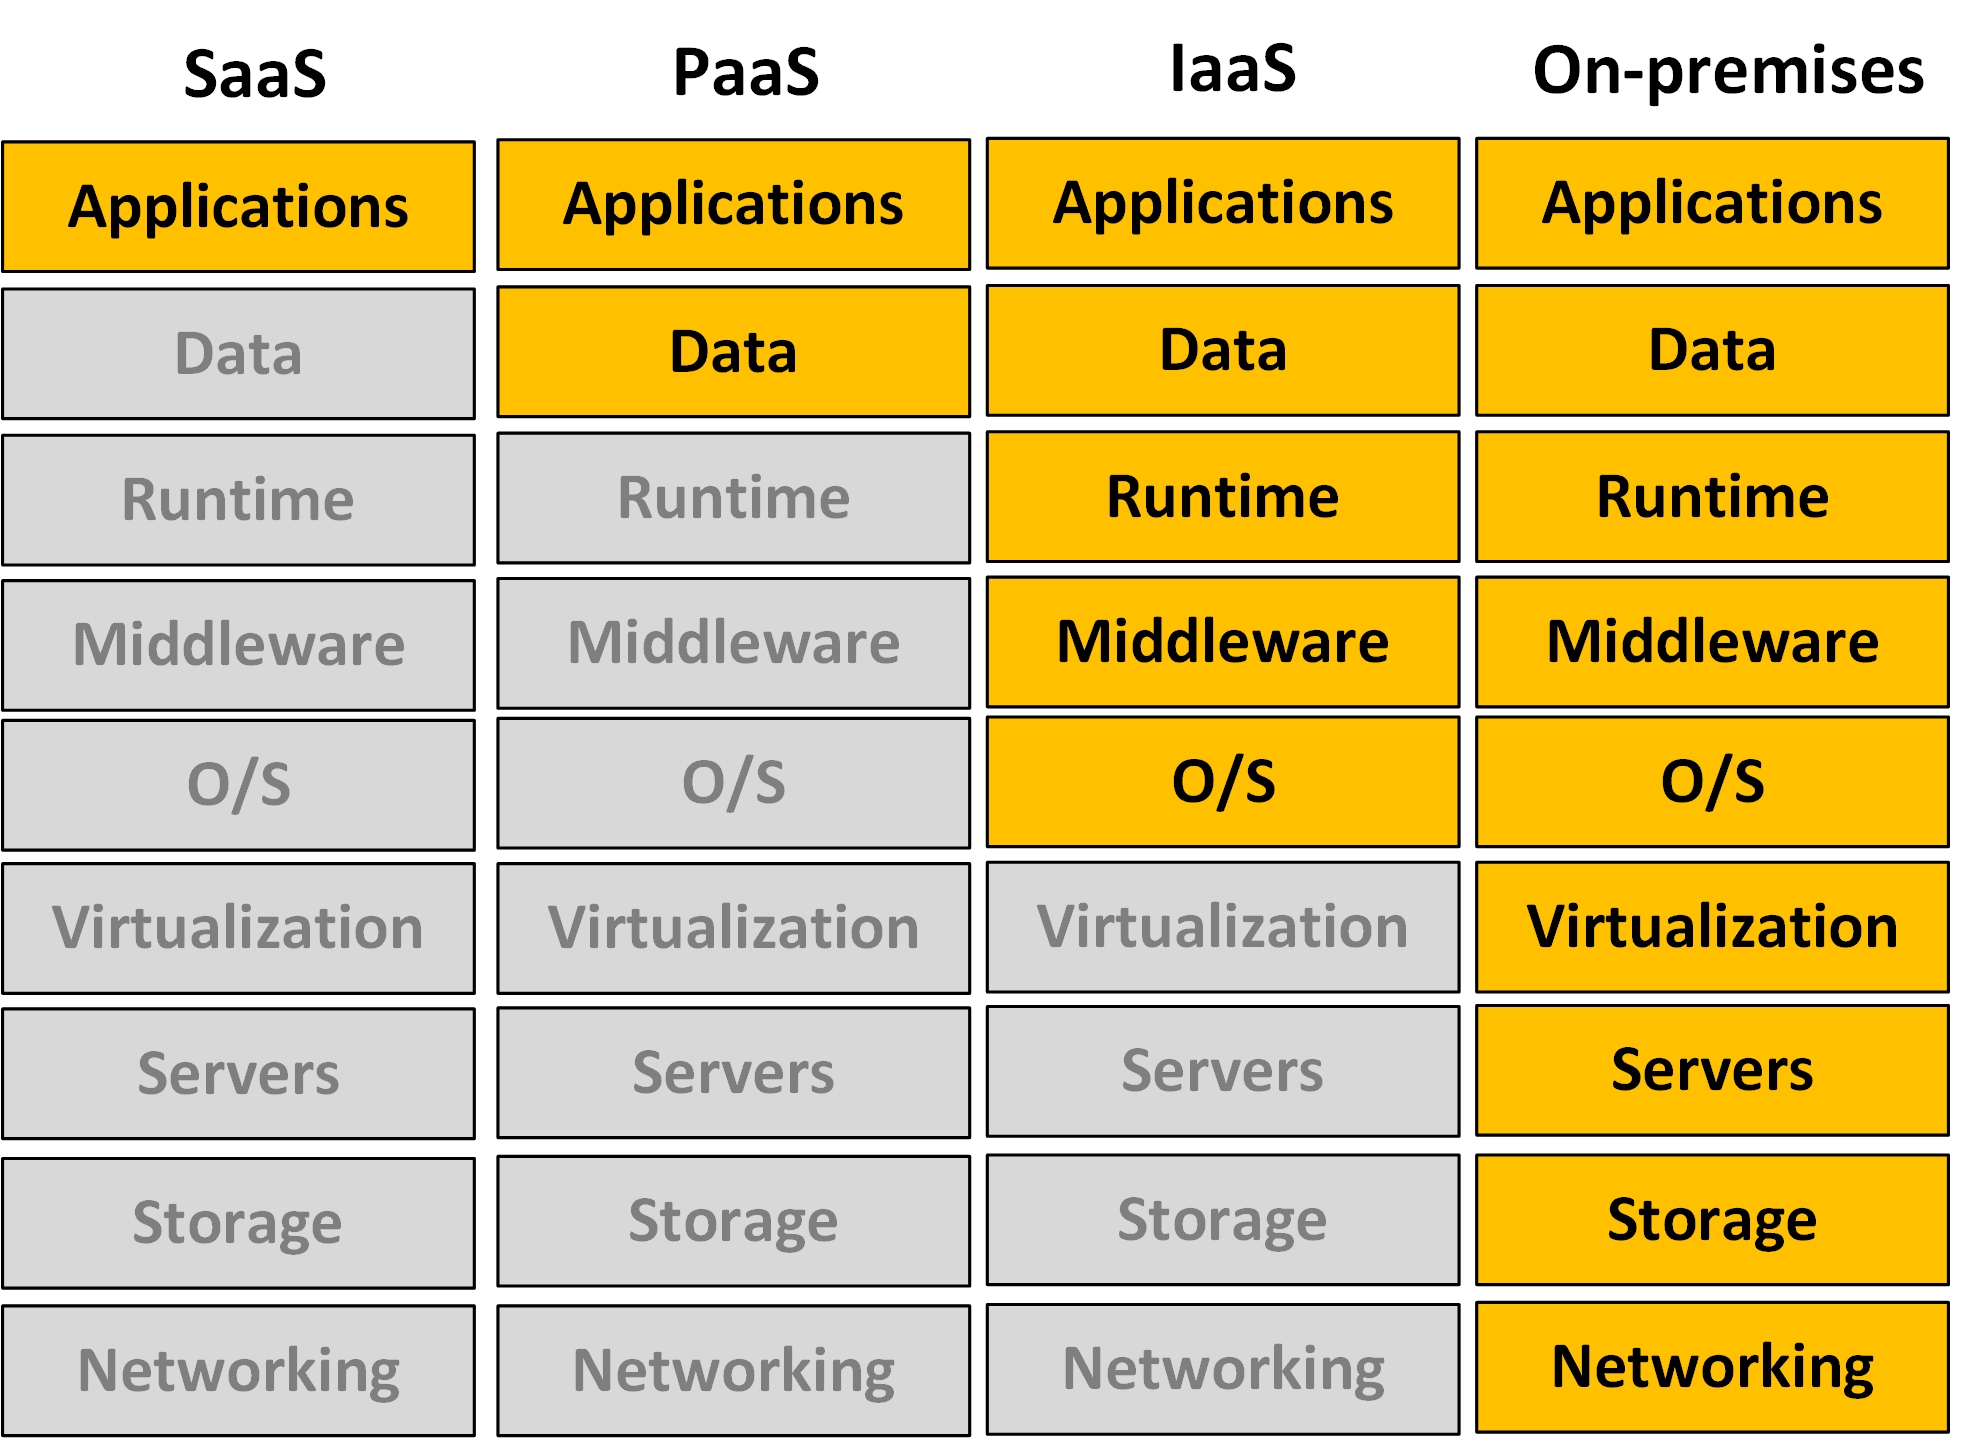 SaaS PaaS IaaS On-premises
Applications Applications Applications Applications
Data Data Data Data
Runtime Runtime Runtime Runtime
Middleware Middleware Middleware Middleware
O/S O/S O/S O/S
Virtualization Virtualization Virtualization Virtualization
Servers Servers Servers Servers
Storage Storage Storage Storage
Networking Networking Networking Networking